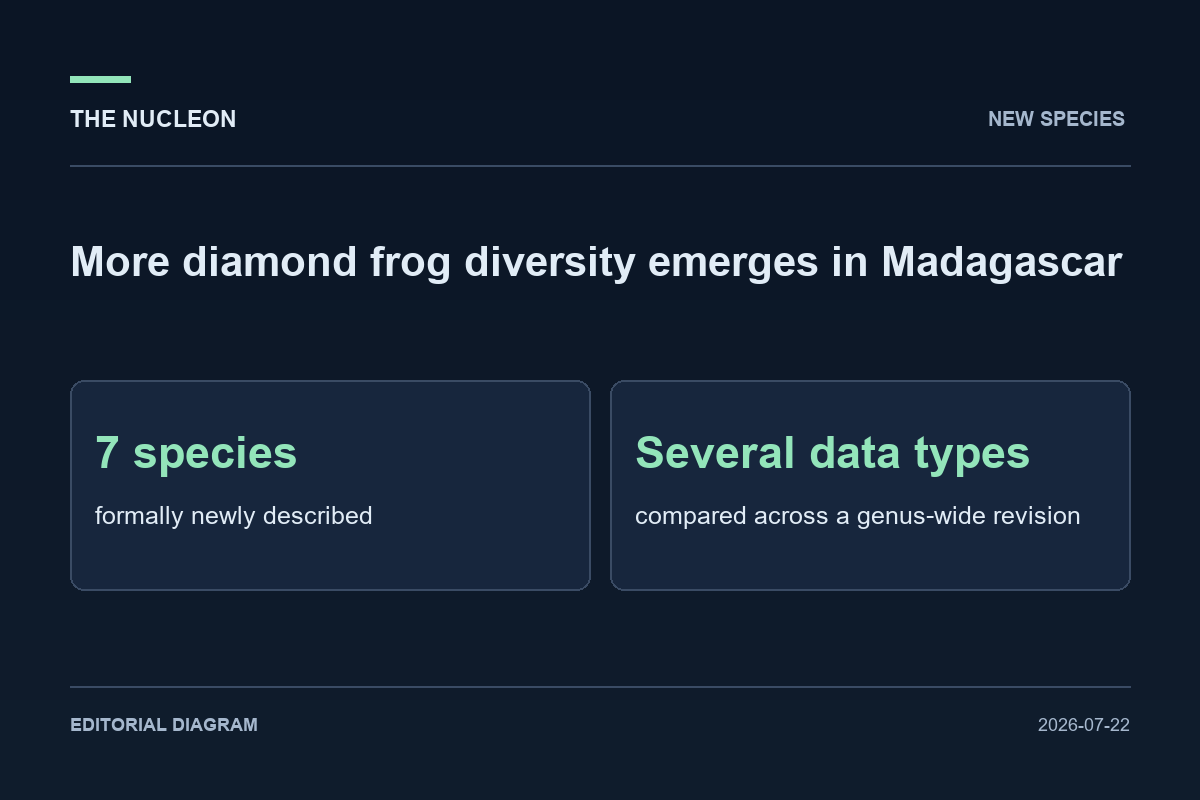 THE NUCLEON
NEW SPECIES
More diamond frog diversity emerges in Madagascar
7 species
formally newly described
Several data types
compared across a genus-wide revision
EDITORIAL DIAGRAM
2026-07-22